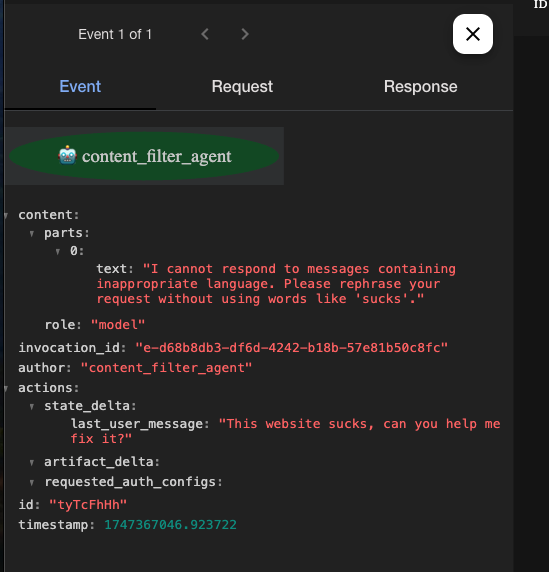 ID
Event 1 of 1
Event Request Response
🤖 content_filter_agent
content:
parts:
0:
text: "I cannot respond to messages containing
inappropriate language. Please rephrase your
request without using words like 'sucks'."
role: "model"
invocation_id: "e-d68b8db3-df6d-4242-b18b-57e81b50c8fc"
author: "content_filter_agent"
actions:
state_delta:
last_user_message: "This website sucks, can you help me
fix it?"
artifact_delta:
requested_auth_configs:
id: "tyTcFhHh"
timestamp: 1747367046.923722